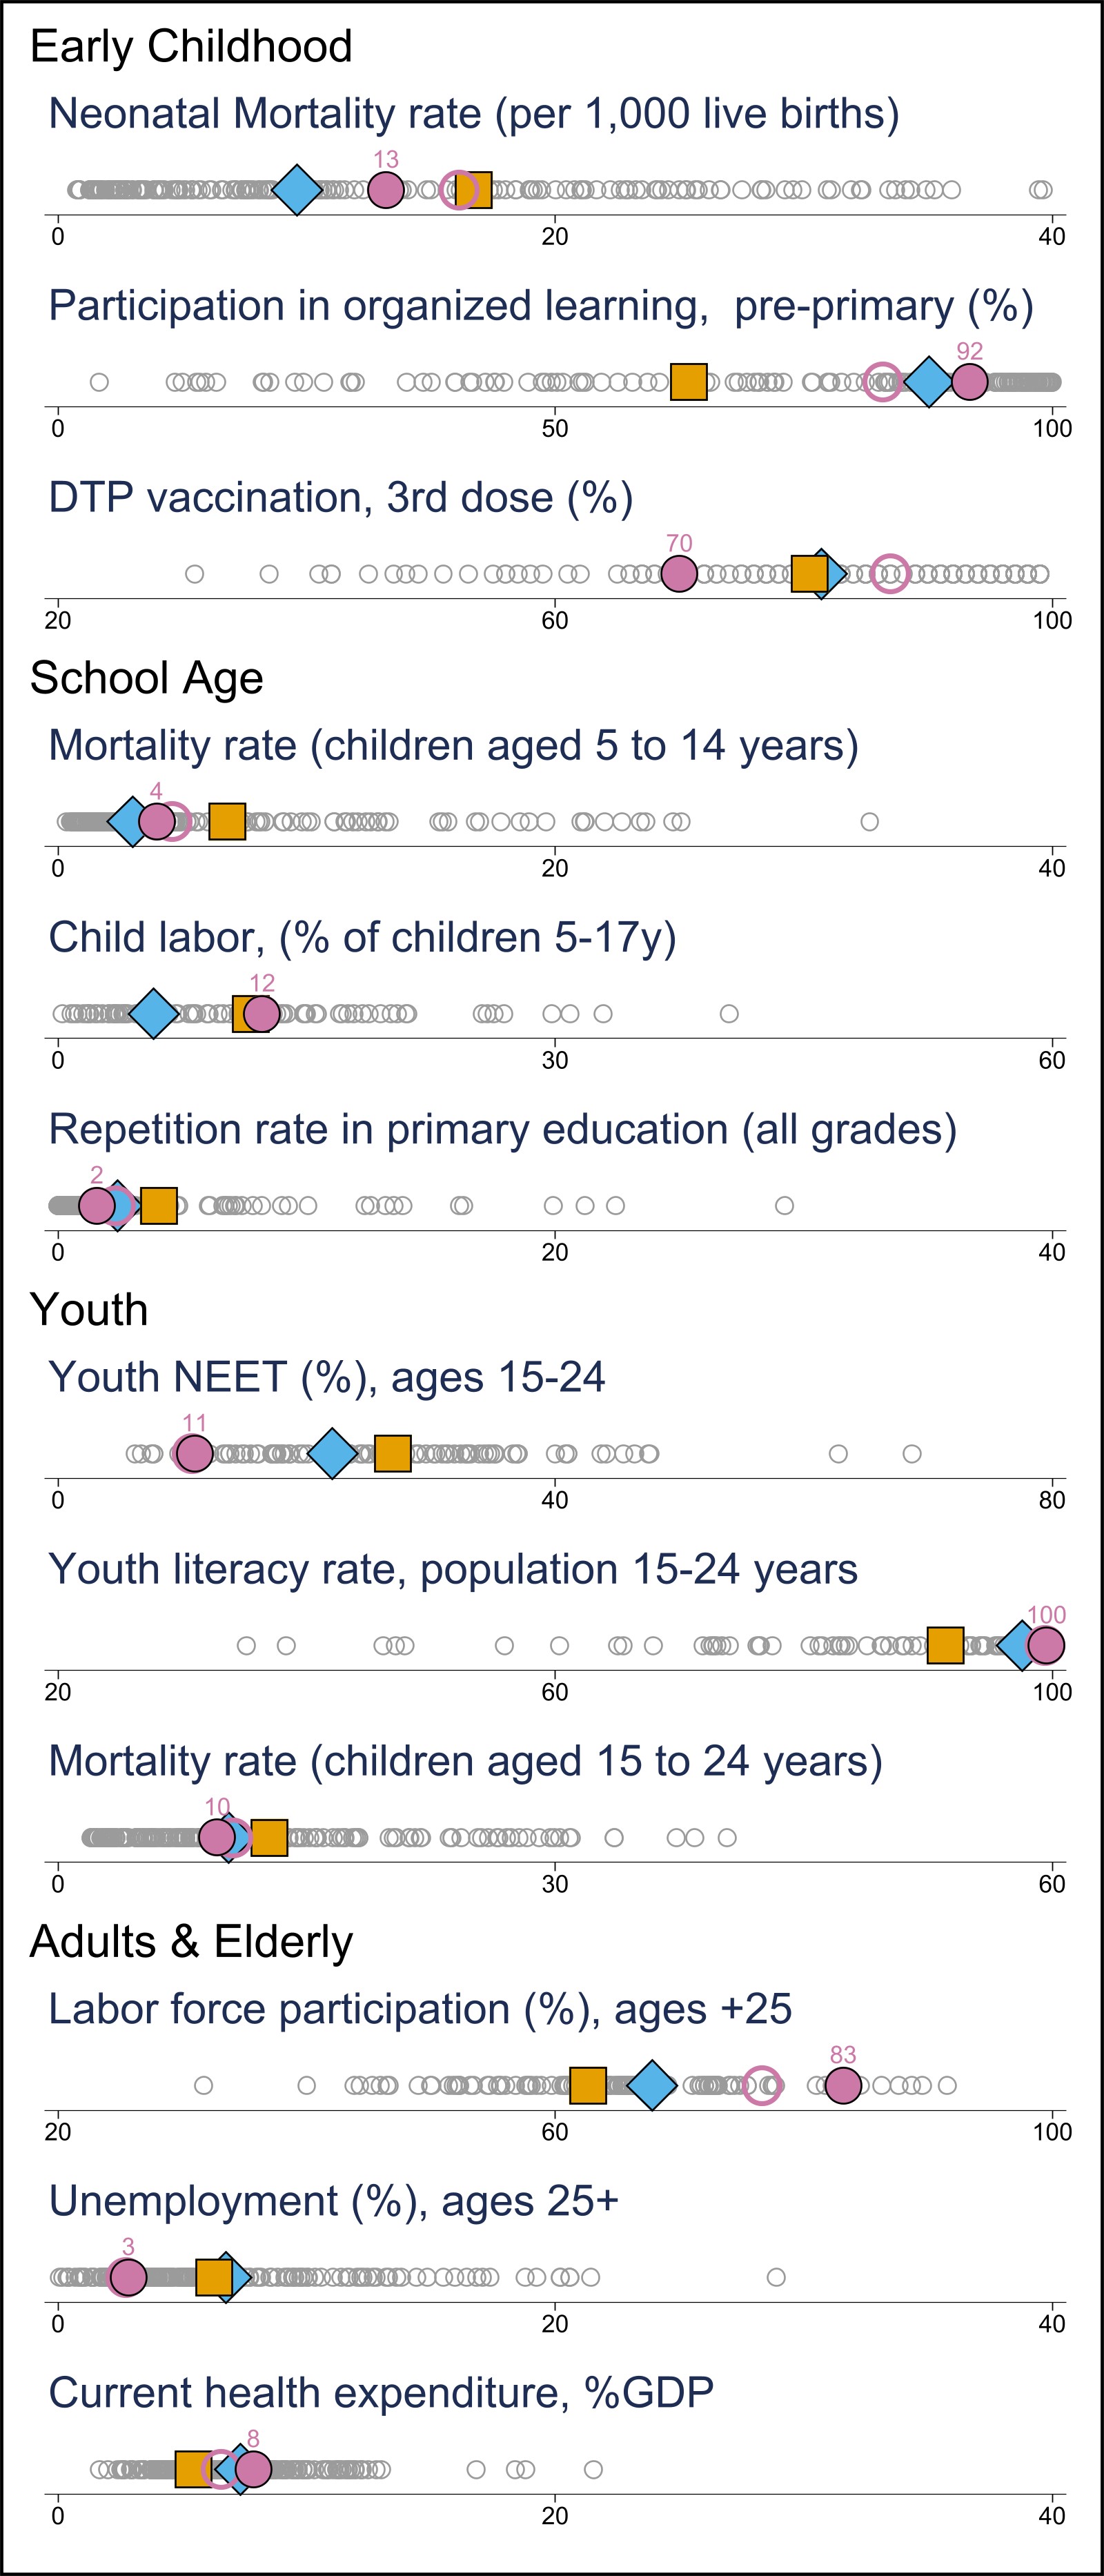 Early Childhood
Neonatal Mortality rate (per 1,000 live births)
13
0 20 40
Participation in organized learning,  pre-primary (%)
92
0 50 100
DTP vaccination, 3rd dose (%)
70
20 60 100
School Age
Mortality rate (children aged 5 to 14 years)
4
0 20 40
Child labor, (% of children 5-17y)
12
0 30 60
Repetition rate in primary education (all grades)
2
0 20 40
Youth
Youth NEET (%), ages 15-24
11
0 40 80
Youth literacy rate, population 15-24 years
100
20 60 100
Mortality rate (children aged 15 to 24 years)
10
0 30 60
Adults & Elderly
Labor force participation (%), ages +25
83
20 60 100
Unemployment (%), ages 25+
3
0 20 40
Current health expenditure, %GDP
8
0 20 40